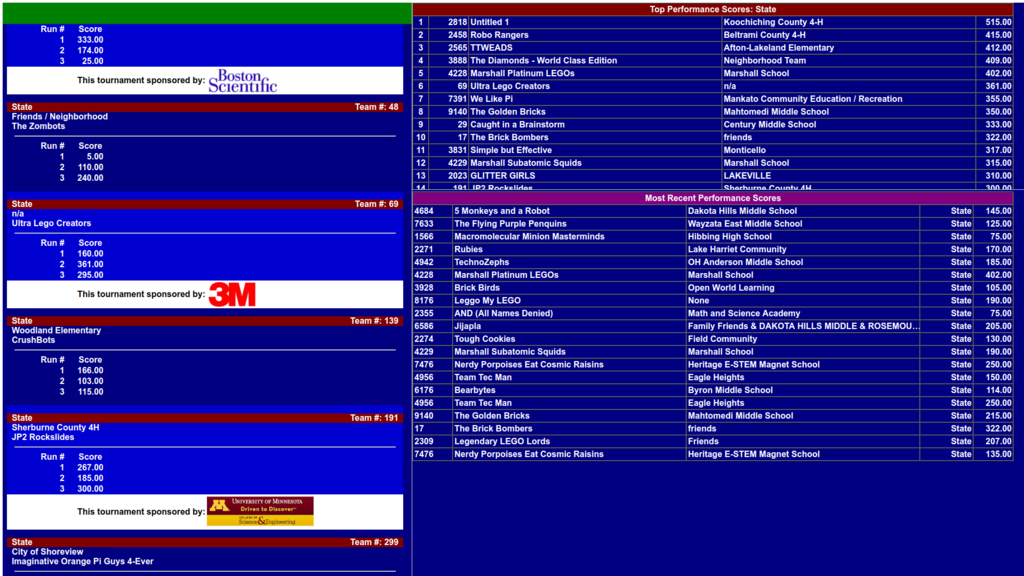 Run # Score
1 333.00
2 174.00
3 25.00
This tournament sponsored by: Boston Scientific
State Team #: 48
Friends / Neighborhood
The Zombots
Run # Score
1 5.00
2 110.00
3 240.00
State Team #: 69
n/a
Ultra Lego Creators
Run # Score
1 160.00
2 361.00
3 295.00
This tournament sponsored by: 3M
State Team #: 139
Woodland Elementary
CrushBots
Run # Score
1 166.00
2 103.00
3 115.00
State Team #: 191
Sherburne County 4H
JP2 Rockslides
Run # Score
1 267.00
2 185.00
3 300.00
This tournament sponsored by: University of Minnesota
Driven to Discover
College of
Science & Engineering
State Team #: 299
City of Shoreview
Imaginative Orange Pi Guys 4-Ever
Top Performance Scores: State
1 2818 Untitled 1 Koochiching County 4-H 515.00
2 2458 Robo Rangers Beltrami County 4-H 415.00
3 2565 TTWEADS Afton-Lakeland Elementary 412.00
4 3888 The Diamonds - World Class Edition Neighborhood Team 409.00
5 4228 Marshall Platinum LEGOs Marshall School 402.00
6 69 Ultra Lego Creators n/a 361.00
7 7391 We Like Pi Mankato Community Education / Recreation 355.00
8 9140 The Golden Bricks Mahtomedi Middle School 350.00
9 29 Caught in a Brainstorm Century Middle School 333.00
10 17 The Brick Bombers friends 322.00
11 3831 Simple but Effective Monticello 317.00
12 4229 Marshall Subatomic Squids Marshall School 315.00
13 2023 GLITTER GIRLS LAKEVILLE 310.00
14 191 JP2 Rockslides Sherburne County 4H 300.00
Most Recent Performance Scores
4684 5 Monkeys and a Robot Dakota Hills Middle School State 145.00
7633 The Flying Purple Penquins Wayzata East Middle School State 125.00
1566 Macromolecular Minion Masterminds Hibbing High School State 75.00
2271 Rubies Lake Harriet Community State 170.00
4942 TechnoZephs OH Anderson Middle School State 185.00
4228 Marshall Platinum LEGOs Marshall School State 402.00
3928 Brick Birds Open World Learning State 105.00
8176 Leggo My LEGO None State 190.00
2355 AND (All Names Denied) Math and Science Academy State 75.00
6586 Jijapla Family Friends & DAKOTA HILLS MIDDLE & ROSEMOU... State 205.00
2274 Tough Cookies Field Community State 130.00
4229 Marshall Subatomic Squids Marshall School State 190.00
7476 Nerdy Porpoises Eat Cosmic Raisins Heritage E-STEM Magnet School State 250.00
4956 Team Tec Man Eagle Heights State 150.00
6176 Bearbytes Byron Middle School State 114.00
4956 Team Tec Man Eagle Heights State 250.00
9140 The Golden Bricks Mahtomedi Middle School State 215.00
17 The Brick Bombers friends State 322.00
2309 Legendary LEGO Lords Friends State 207.00
7476 Nerdy Porpoises Eat Cosmic Raisins Heritage E-STEM Magnet School State 135.00